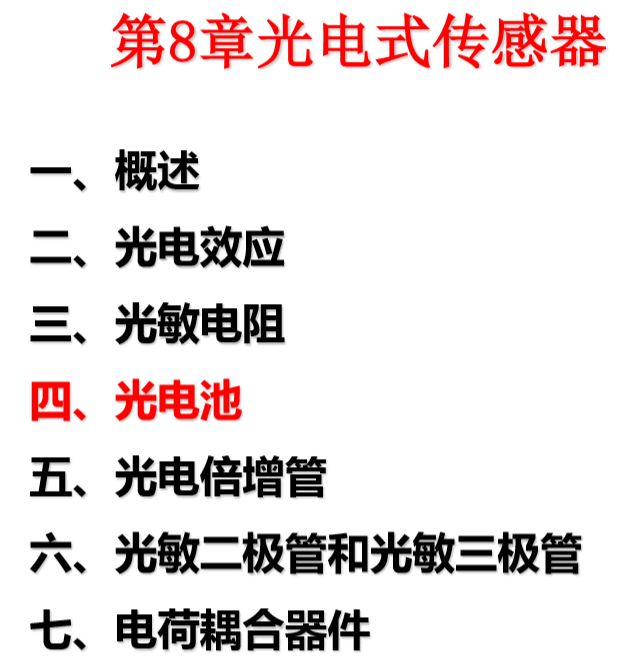 第8章光电式传感器
一、概述
二、光电效应
三、光敏电阻
四、光电池
五、光电倍增管
六、光敏二极管和光敏三极管
七、电荷耦合器件